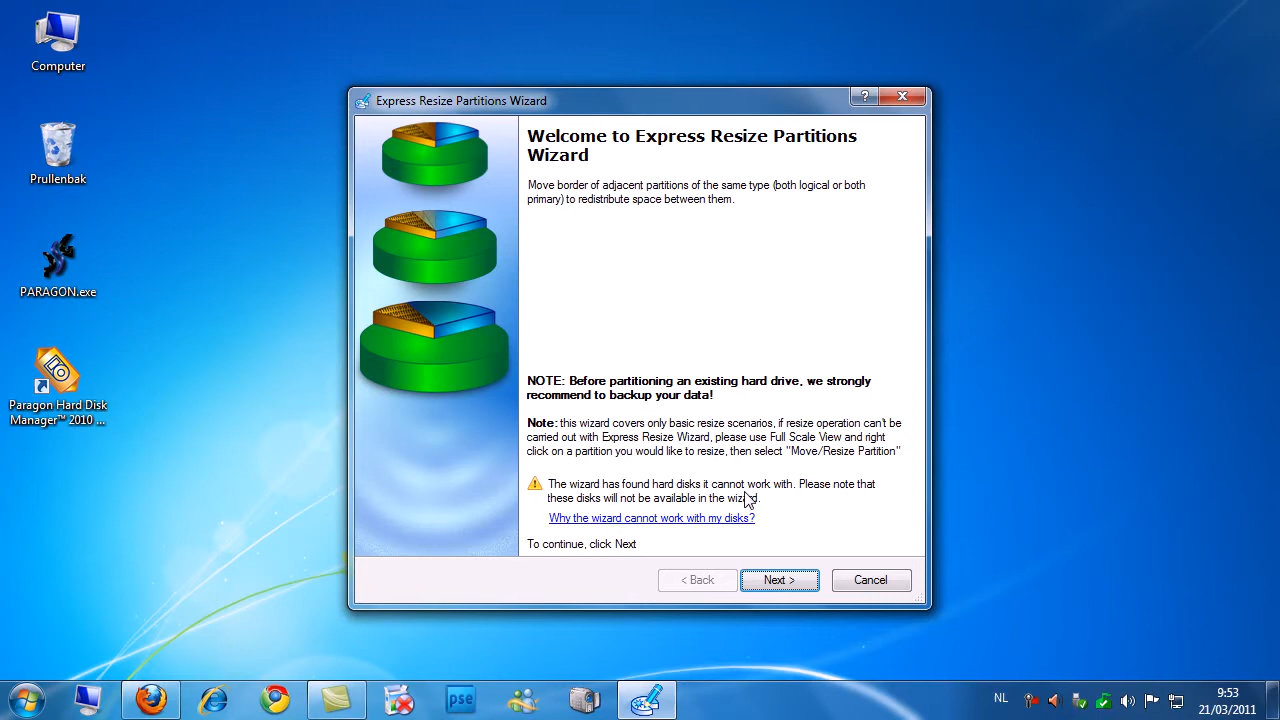 Computer
Prullenbak
PARAGON.exe
Paragon Hard Disk
Manager™ 2010 ...
Express Resize Partitions Wizard
?
Welcome to Express Resize Partitions
Wizard
Move border of adjacent partitions of the same type (both logical or both
primary) to redistribute space between them.
NOTE: Before partitioning an existing hard drive, we strongly
recommend to backup your data!
Note: this wizard covers only basic resize scenarios, if resize operation can't be
carried out with Express Resize Wizard, please use Full Scale View and right
click on a partition you would like to resize, then select "Move/Resize Partition"
The wizard has found hard disks it cannot work with. Please note that
these disks will not be available in the wizard.
Why the wizard cannot work with my disks?
To continue, click Next
< Back
Next >
Cancel
pse
NL
9:53
21/03/2011